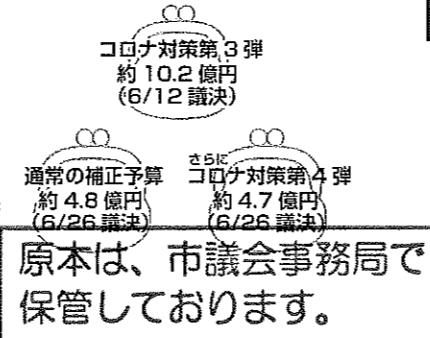 コロナ対策第3弾
約10.2億円
(6/12議決)
通常の補正予算
約4.8億円
(6/26議決)
さらに
コロナ対策第4弾
約4.7億円
(6/26議決)
原本は、市議会事務局で
保管しております。